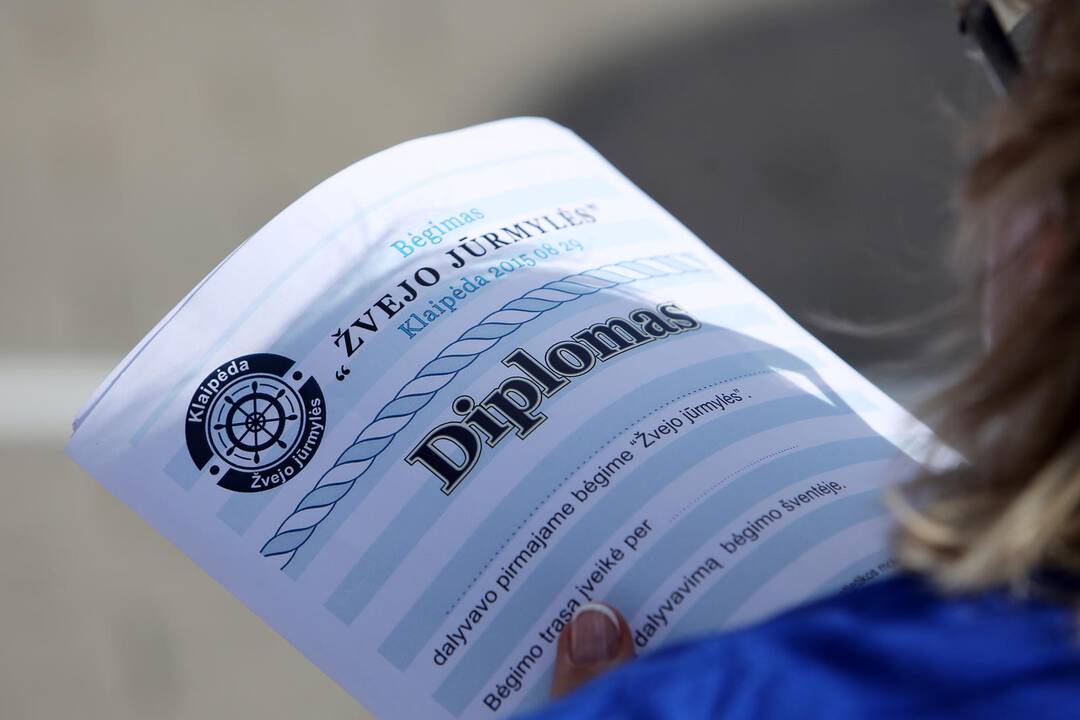 Bėgimas
“ ŽVEJO JŪRMYLĖS”
Klaipėda 2015 08 29
Klaipėda
Žvejo jūrmylės
Diplomas
dalyvavo pirmajame bėgime “Žvejo jūrmylės”.
Bėgimo trasą įveikė per
dalyvavimą bėgimo šventėje.